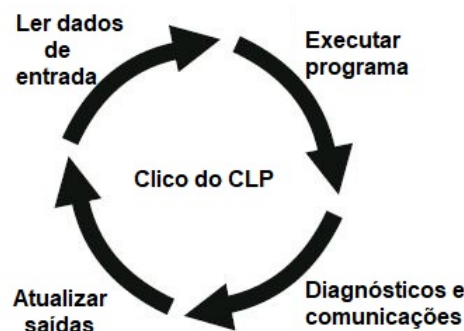 Ler dados
de
entrada
Executar
programa
Clico do CLP
Diagnósticos e
comunicações
Atualizar
saídas